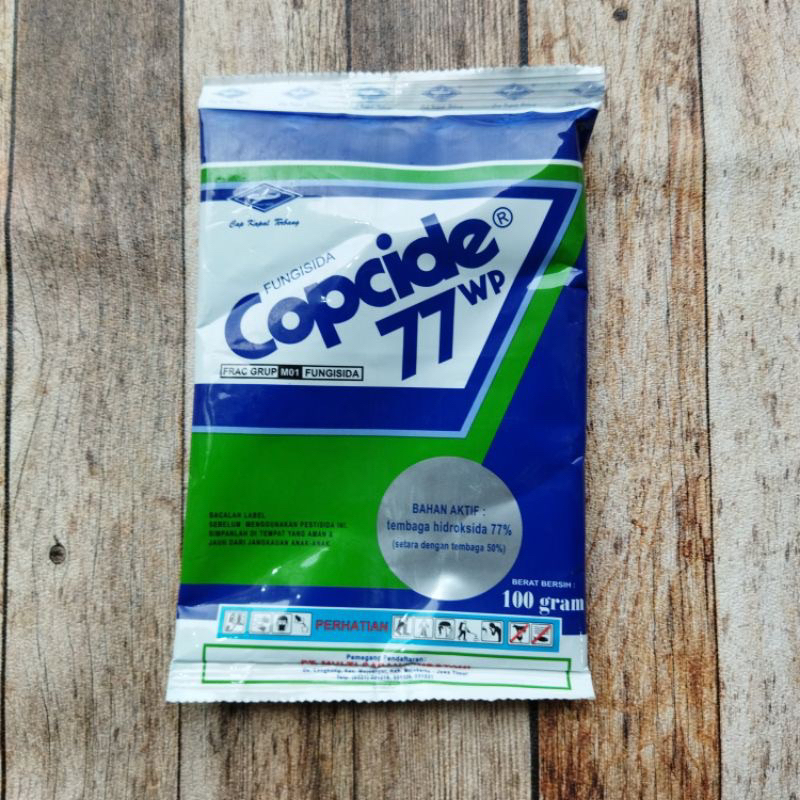 Cap Kapal Terbang
FUNGISIDA
Copcide®
77 WP
FRAC GRUP M01 FUNGISIDA
BACALAH LABEL
SEBELUM MENGGUNAKAN PESTISIDA INI.
SIMPANLAH DI TEMPAT YANG AMAN &
JAUH DARI JANGKAUAN ANAK-ANAK
BAHAN AKTIF :
tembaga hidroksida 77%
(setara dengan tembaga 50%)
BERAT BERSIH :
100 gram
PERHATIAN
Pemegang Pendaftaran:
Jawa Timur